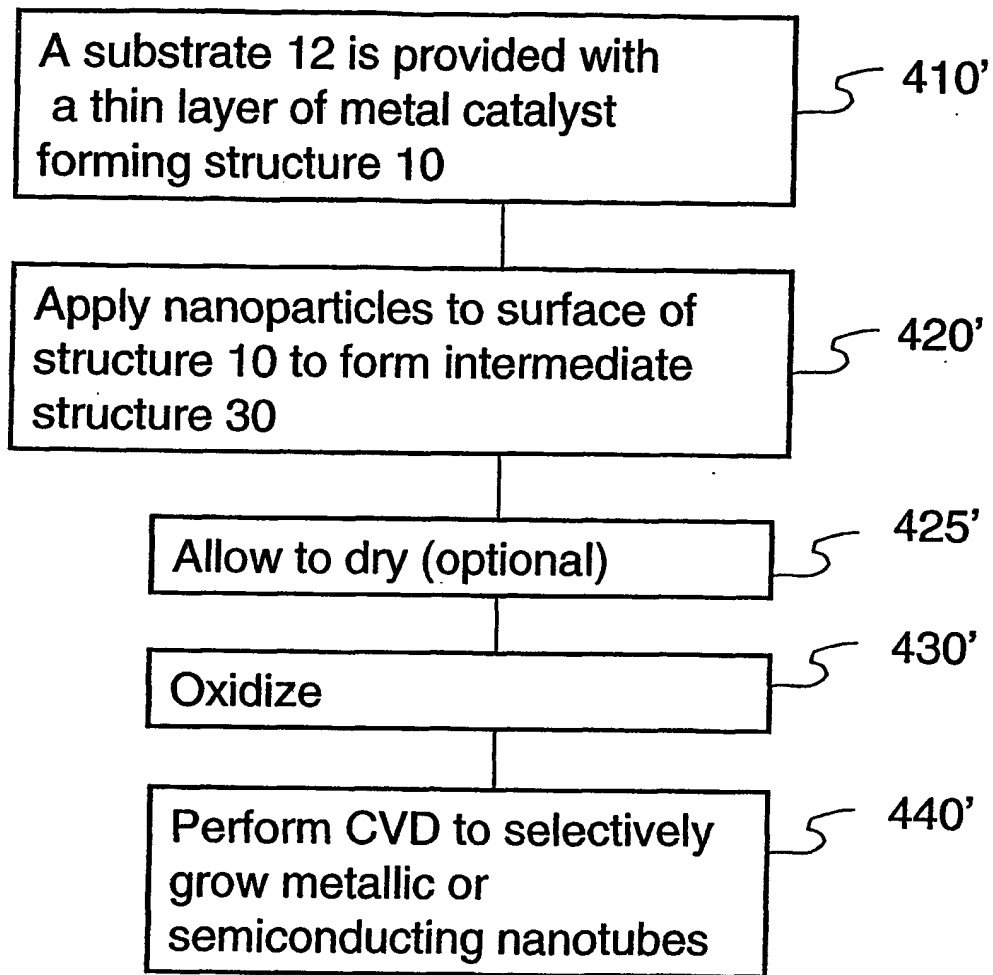 A substrate 12 is provided with
a thin layer of metal catalyst
forming structure 10
410'
Apply nanoparticles to surface of
structure 10 to form intermediate
structure 30
420'
Allow to dry (optional)
425'
Oxidize
430'
Perform CVD to selectively
grow metallic or
semiconducting nanotubes
440'